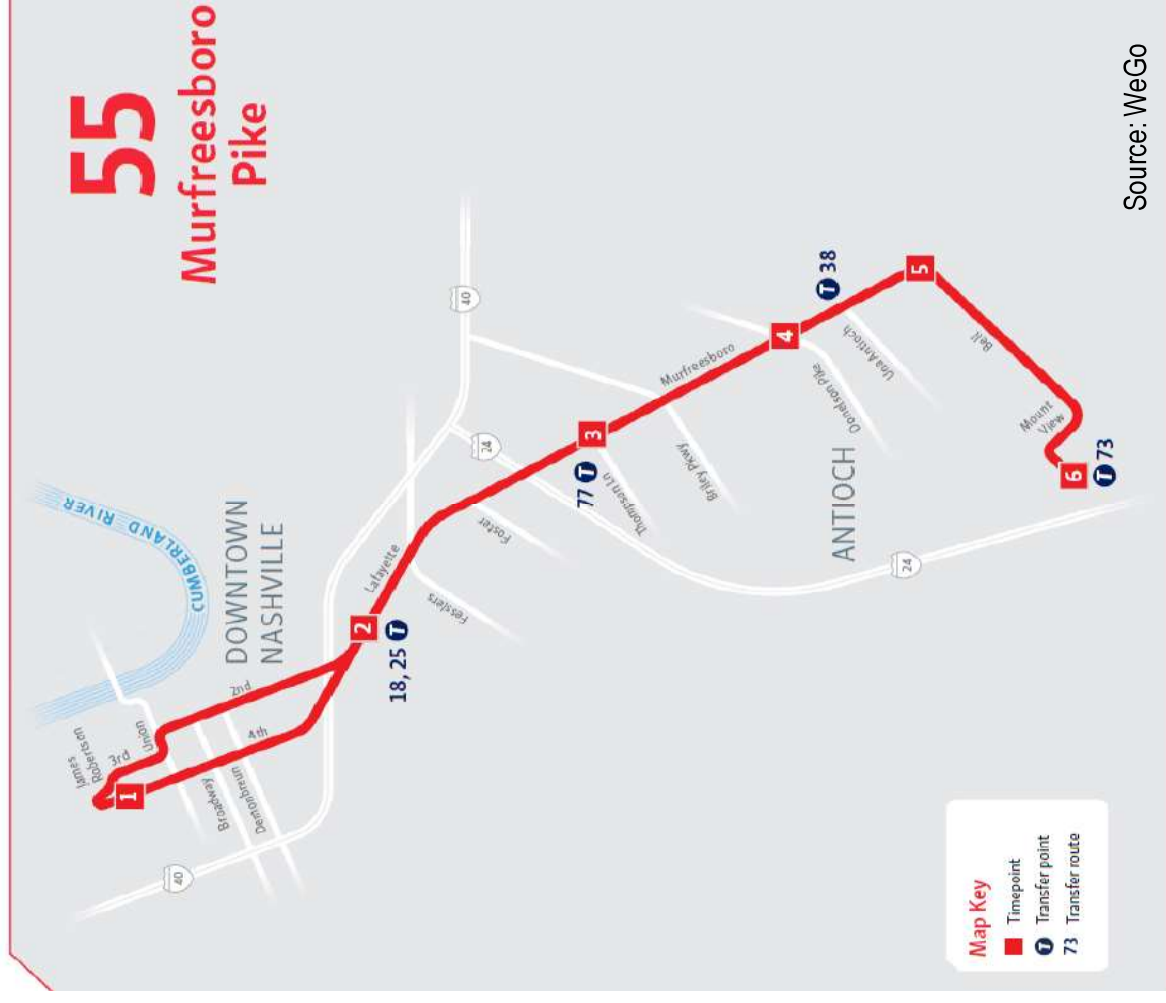 55
Murfreesboro
Pike
CUMBERLAND RIVER
DOWNTOWN
NASHVILLE
James
Robertson
3rd
Union
2nd
4th
Broadway
Demonbreun
40
1
2
18, 25 T
Lafayette
Fesslers
Foster
40
24
3
77 T
Thompson Ln
Briley Pkwy
Murfreesboro
4
T 38
Donelson Pike
Una Antioch
5
ANTIOCH
Bell
Mount
View
6
T 73
24
Map Key
Timepoint
T Transfer point
73 Transfer route
Source: WeGo